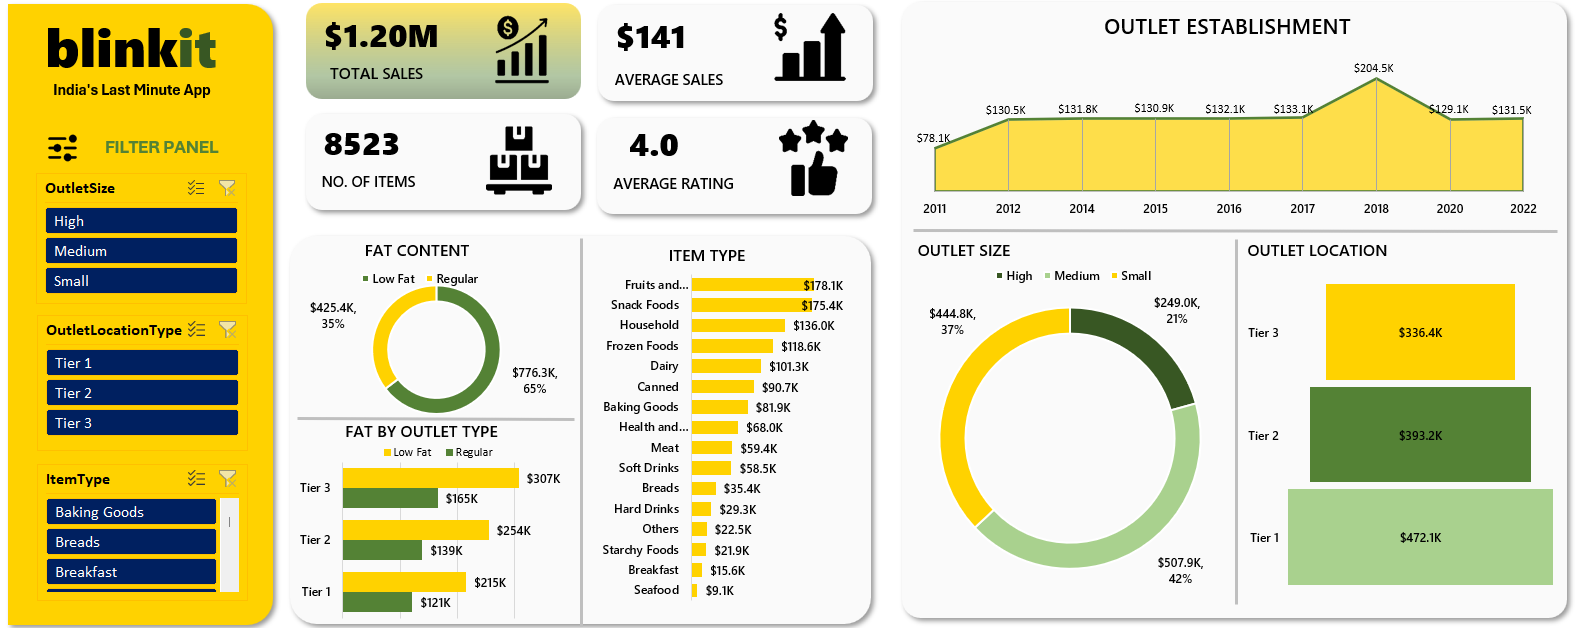 blinkit
India's Last Minute App
FILTER PANEL
OutletSize
High
Medium
Small
OutletLocationType
Tier 1
Tier 2
Tier 3
ItemType
Baking Goods
Breads
Breakfast
$1.20M
TOTAL SALES
$
$141
AVERAGE SALES
$
8523
NO. OF ITEMS
4.0
AVERAGE RATING
FAT CONTENT
Low Fat Regular
$425.4K,
35%
$776.3K,
65%
FAT BY OUTLET TYPE
Low Fat Regular
Tier 3 $307K
$165K
Tier 2 $254K
$139K
Tier 1 $215K
$121K
ITEM TYPE
Fruits and... $178.1K
Snack Foods $175.4K
Household $136.0K
Frozen Foods $118.6K
Dairy $101.3K
Canned $90.7K
Baking Goods $81.9K
Health and... $68.0K
Meat $59.4K
Soft Drinks $58.5K
Breads $35.4K
Hard Drinks $29.3K
Others $22.5K
Starchy Foods $21.9K
Breakfast $15.6K
Seafood $9.1K
OUTLET ESTABLISHMENT
$78.1K $130.5K $131.8K $130.9K $132.1K $133.1K $204.5K $129.1K $131.5K
2011 2012 2014 2015 2016 2017 2018 2020 2022
OUTLET SIZE
High Medium Small
$249.0K,
21%
$444.8K,
37%
$507.9K,
42%
OUTLET LOCATION
Tier 3 $336.4K
Tier 2 $393.2K
Tier 1 $472.1K